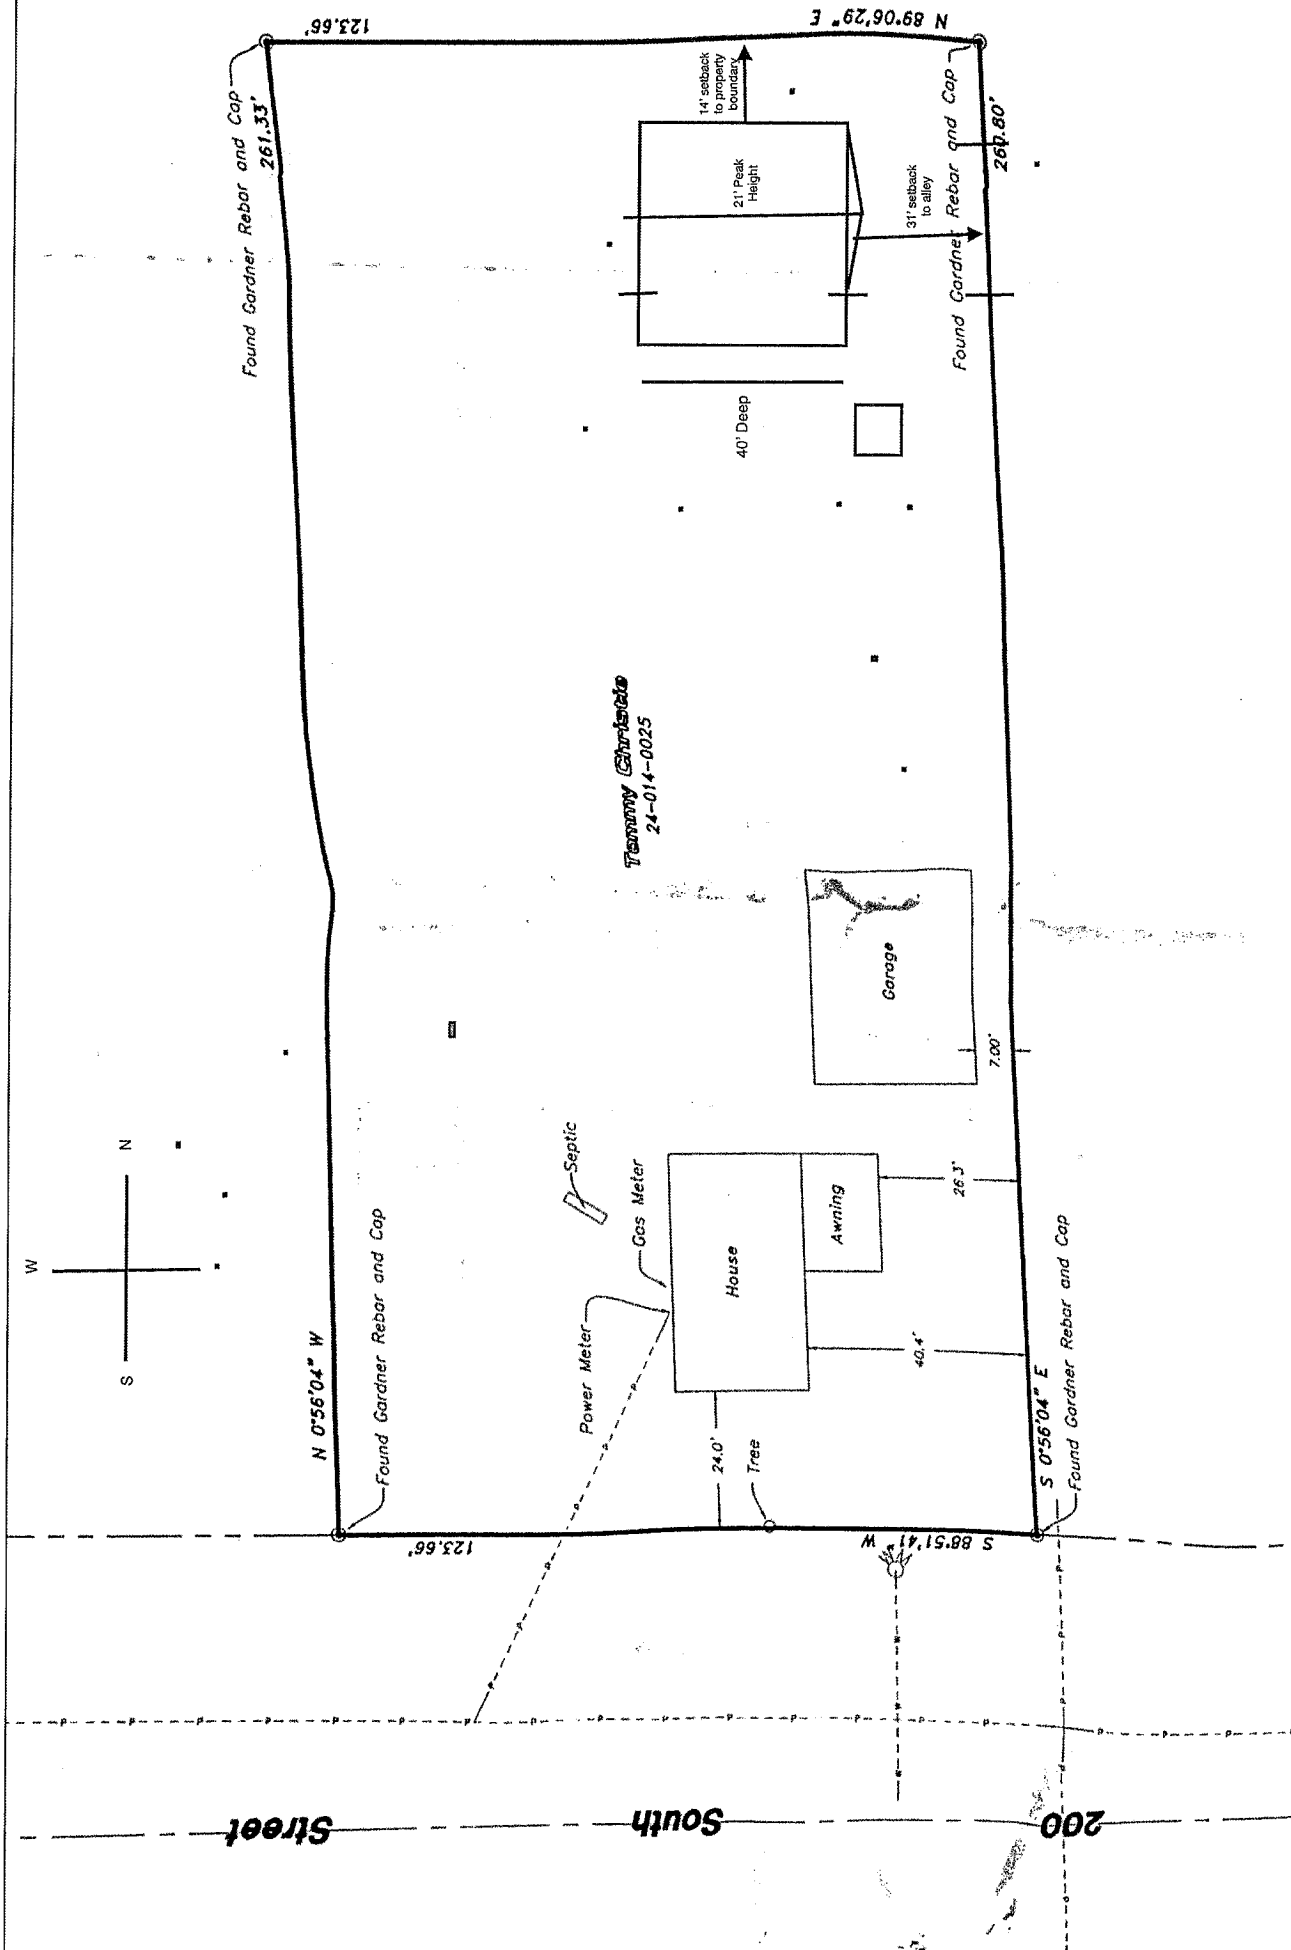 123.66'
N 89°06'29" E
Found Gardner Rebar and Cap
261.33'
14' setback
to property
boundary
21' Peak
Height
31' setback
to alley
Found Gardner Rebar and Cap
260.80'
40' Deep
Tommy Christie
24-014-0025
Garage
7.00'
W
N
S
Septic
Gas Meter
Power Meter
House
Awning
26.3'
40.4'
24.0'
Tree
N 0°56'04" W
Found Gardner Rebar and Cap
S 0°56'04" E
Found Gardner Rebar and Cap
123.66'
S 88°51'41" W
200 South Street